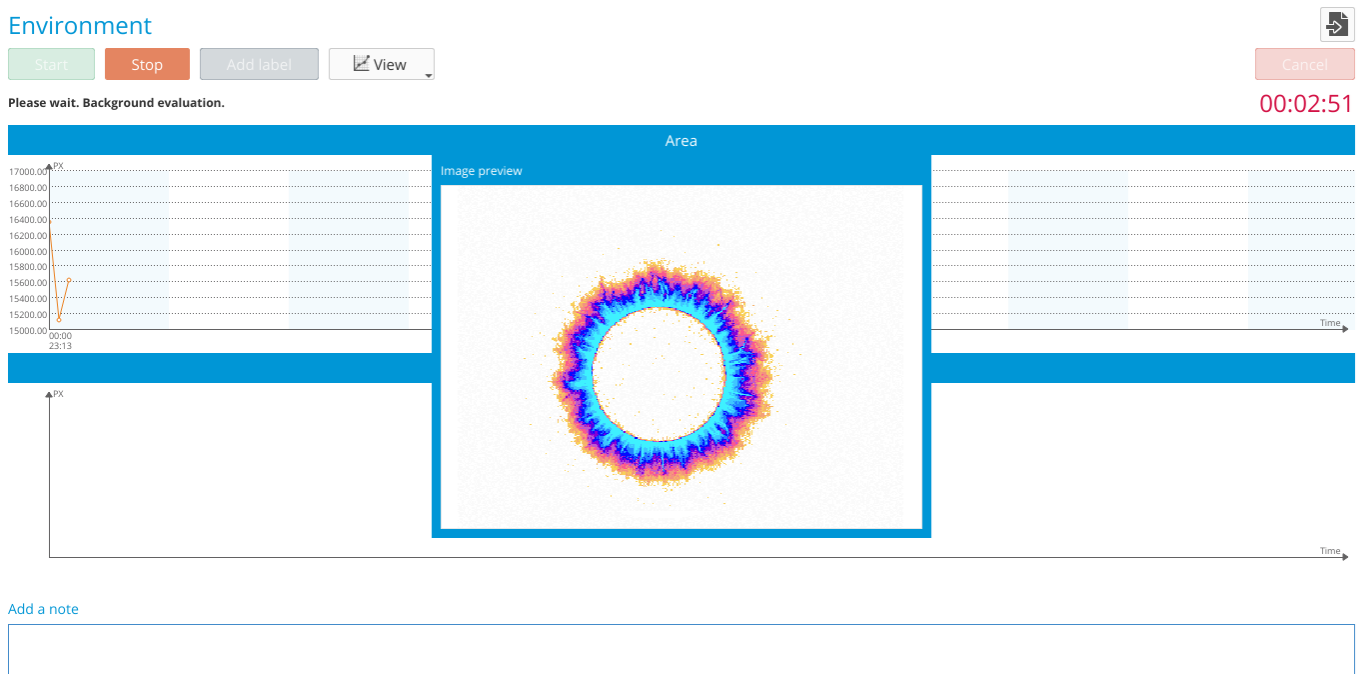 Environment
Start
Stop
Add label
View
Cancel
Please wait. Background evaluation.
00:02:51
Area
Image preview
PX
17000.00
16800.00
16600.00
16400.00
16200.00
16000.00
15800.00
15600.00
15400.00
15200.00
15000.00
00:00
23:13
Time
PX
Time
Add a note